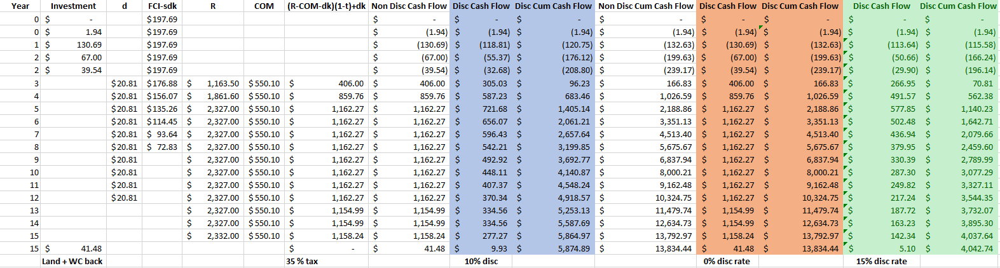 Year Investment d FCI-sdk R COM (R-COM-dk)(1-t)+dk Non Disc Cash Flow Disc Cash Flow Disc Cum Cash Flow Non Disc Cum Cash Flow Disc Cash Flow Disc Cum Cash Flow Disc Cash Flow Disc Cum Cash Flow
0 $ - $197.69 $ - $ - $ - $ - $ - $ - $ -
0 $ 1.94 $197.69 $ (1.94) $ (1.94) $ (1.94) $ (1.94) $ (1.94) $ (1.94) $ (1.94) $ (1.94)
1 $ 130.69 $197.69 $ (130.69) $ (118.81) $ (120.75) $ (132.63) $ (130.69) $ (132.63) $ (113.64) $ (115.58)
2 $ 67.00 $197.69 $ (67.00) $ (55.37) $ (176.12) $ (199.63) $ (67.00) $ (199.63) $ (50.66) $ (166.24)
2 $ 39.54 $197.69 $ (39.54) $ (32.68) $ (208.80) $ (239.17) $ (39.54) $ (239.17) $ (29.90) $ (196.14)
3 $20.81 $176.88 $ 1,163.50 $550.10 $ 406.00 $ 406.00 $ 305.03 $ 96.23 $ 166.83 $ 406.00 $ 166.83 $ 266.95 $ 70.81
4 $20.81 $156.07 $ 1,861.60 $550.10 $ 859.76 $ 859.76 $ 587.23 $ 683.46 $ 1,026.59 $ 859.76 $ 1,026.59 $ 491.57 $ 562.38
5 $20.81 $135.26 $ 2,327.00 $550.10 $ 1,162.27 $ 1,162.27 $ 721.68 $ 1,405.14 $ 2,188.86 $ 1,162.27 $ 2,188.86 $ 577.85 $ 1,140.23
6 $20.81 $114.45 $ 2,327.00 $550.10 $ 1,162.27 $ 1,162.27 $ 656.07 $ 2,061.21 $ 3,351.13 $ 1,162.27 $ 3,351.13 $ 502.48 $ 1,642.71
7 $20.81 $ 93.64 $ 2,327.00 $550.10 $ 1,162.27 $ 1,162.27 $ 596.43 $ 2,657.64 $ 4,513.40 $ 1,162.27 $ 4,513.40 $ 436.94 $ 2,079.66
8 $20.81 $ 72.83 $ 2,327.00 $550.10 $ 1,162.27 $ 1,162.27 $ 542.21 $ 3,199.85 $ 5,675.67 $ 1,162.27 $ 5,675.67 $ 379.95 $ 2,459.60
9 $20.81 $ 2,327.00 $550.10 $ 1,162.27 $ 1,162.27 $ 492.92 $ 3,692.77 $ 6,837.94 $ 1,162.27 $ 6,837.94 $ 330.39 $ 2,789.99
10 $20.81 $ 2,327.00 $550.10 $ 1,162.27 $ 1,162.27 $ 448.11 $ 4,140.87 $ 8,000.21 $ 1,162.27 $ 8,000.21 $ 287.30 $ 3,077.29
11 $20.81 $ 2,327.00 $550.10 $ 1,162.27 $ 1,162.27 $ 407.37 $ 4,548.24 $ 9,162.48 $ 1,162.27 $ 9,162.48 $ 249.82 $ 3,327.11
12 $20.81 $ 2,327.00 $550.10 $ 1,162.27 $ 1,162.27 $ 370.34 $ 4,918.57 $ 10,324.75 $ 1,162.27 $ 10,324.75 $ 217.24 $ 3,544.35
13 $ 2,327.00 $550.10 $ 1,154.99 $ 1,154.99 $ 334.56 $ 5,253.13 $ 11,479.74 $ 1,154.99 $ 11,479.74 $ 187.72 $ 3,732.07
14 $ 2,327.00 $550.10 $ 1,154.99 $ 1,154.99 $ 334.56 $ 5,587.69 $ 12,634.73 $ 1,154.99 $ 12,634.73 $ 163.23 $ 3,895.30
15 $ 2,332.00 $550.10 $ 1,158.24 $ 1,158.24 $ 277.27 $ 5,864.97 $ 13,792.97 $ 1,158.24 $ 13,792.97 $ 142.34 $ 4,037.64
15 $ 41.48 $ - $ 41.48 $ 9.93 $ 5,874.89 $ 13,834.44 $ 41.48 $ 13,834.44 $ 5.10 $ 4,042.74
Land + WC back 35 % tax 10% disc 0% disc rate 15% disc rate